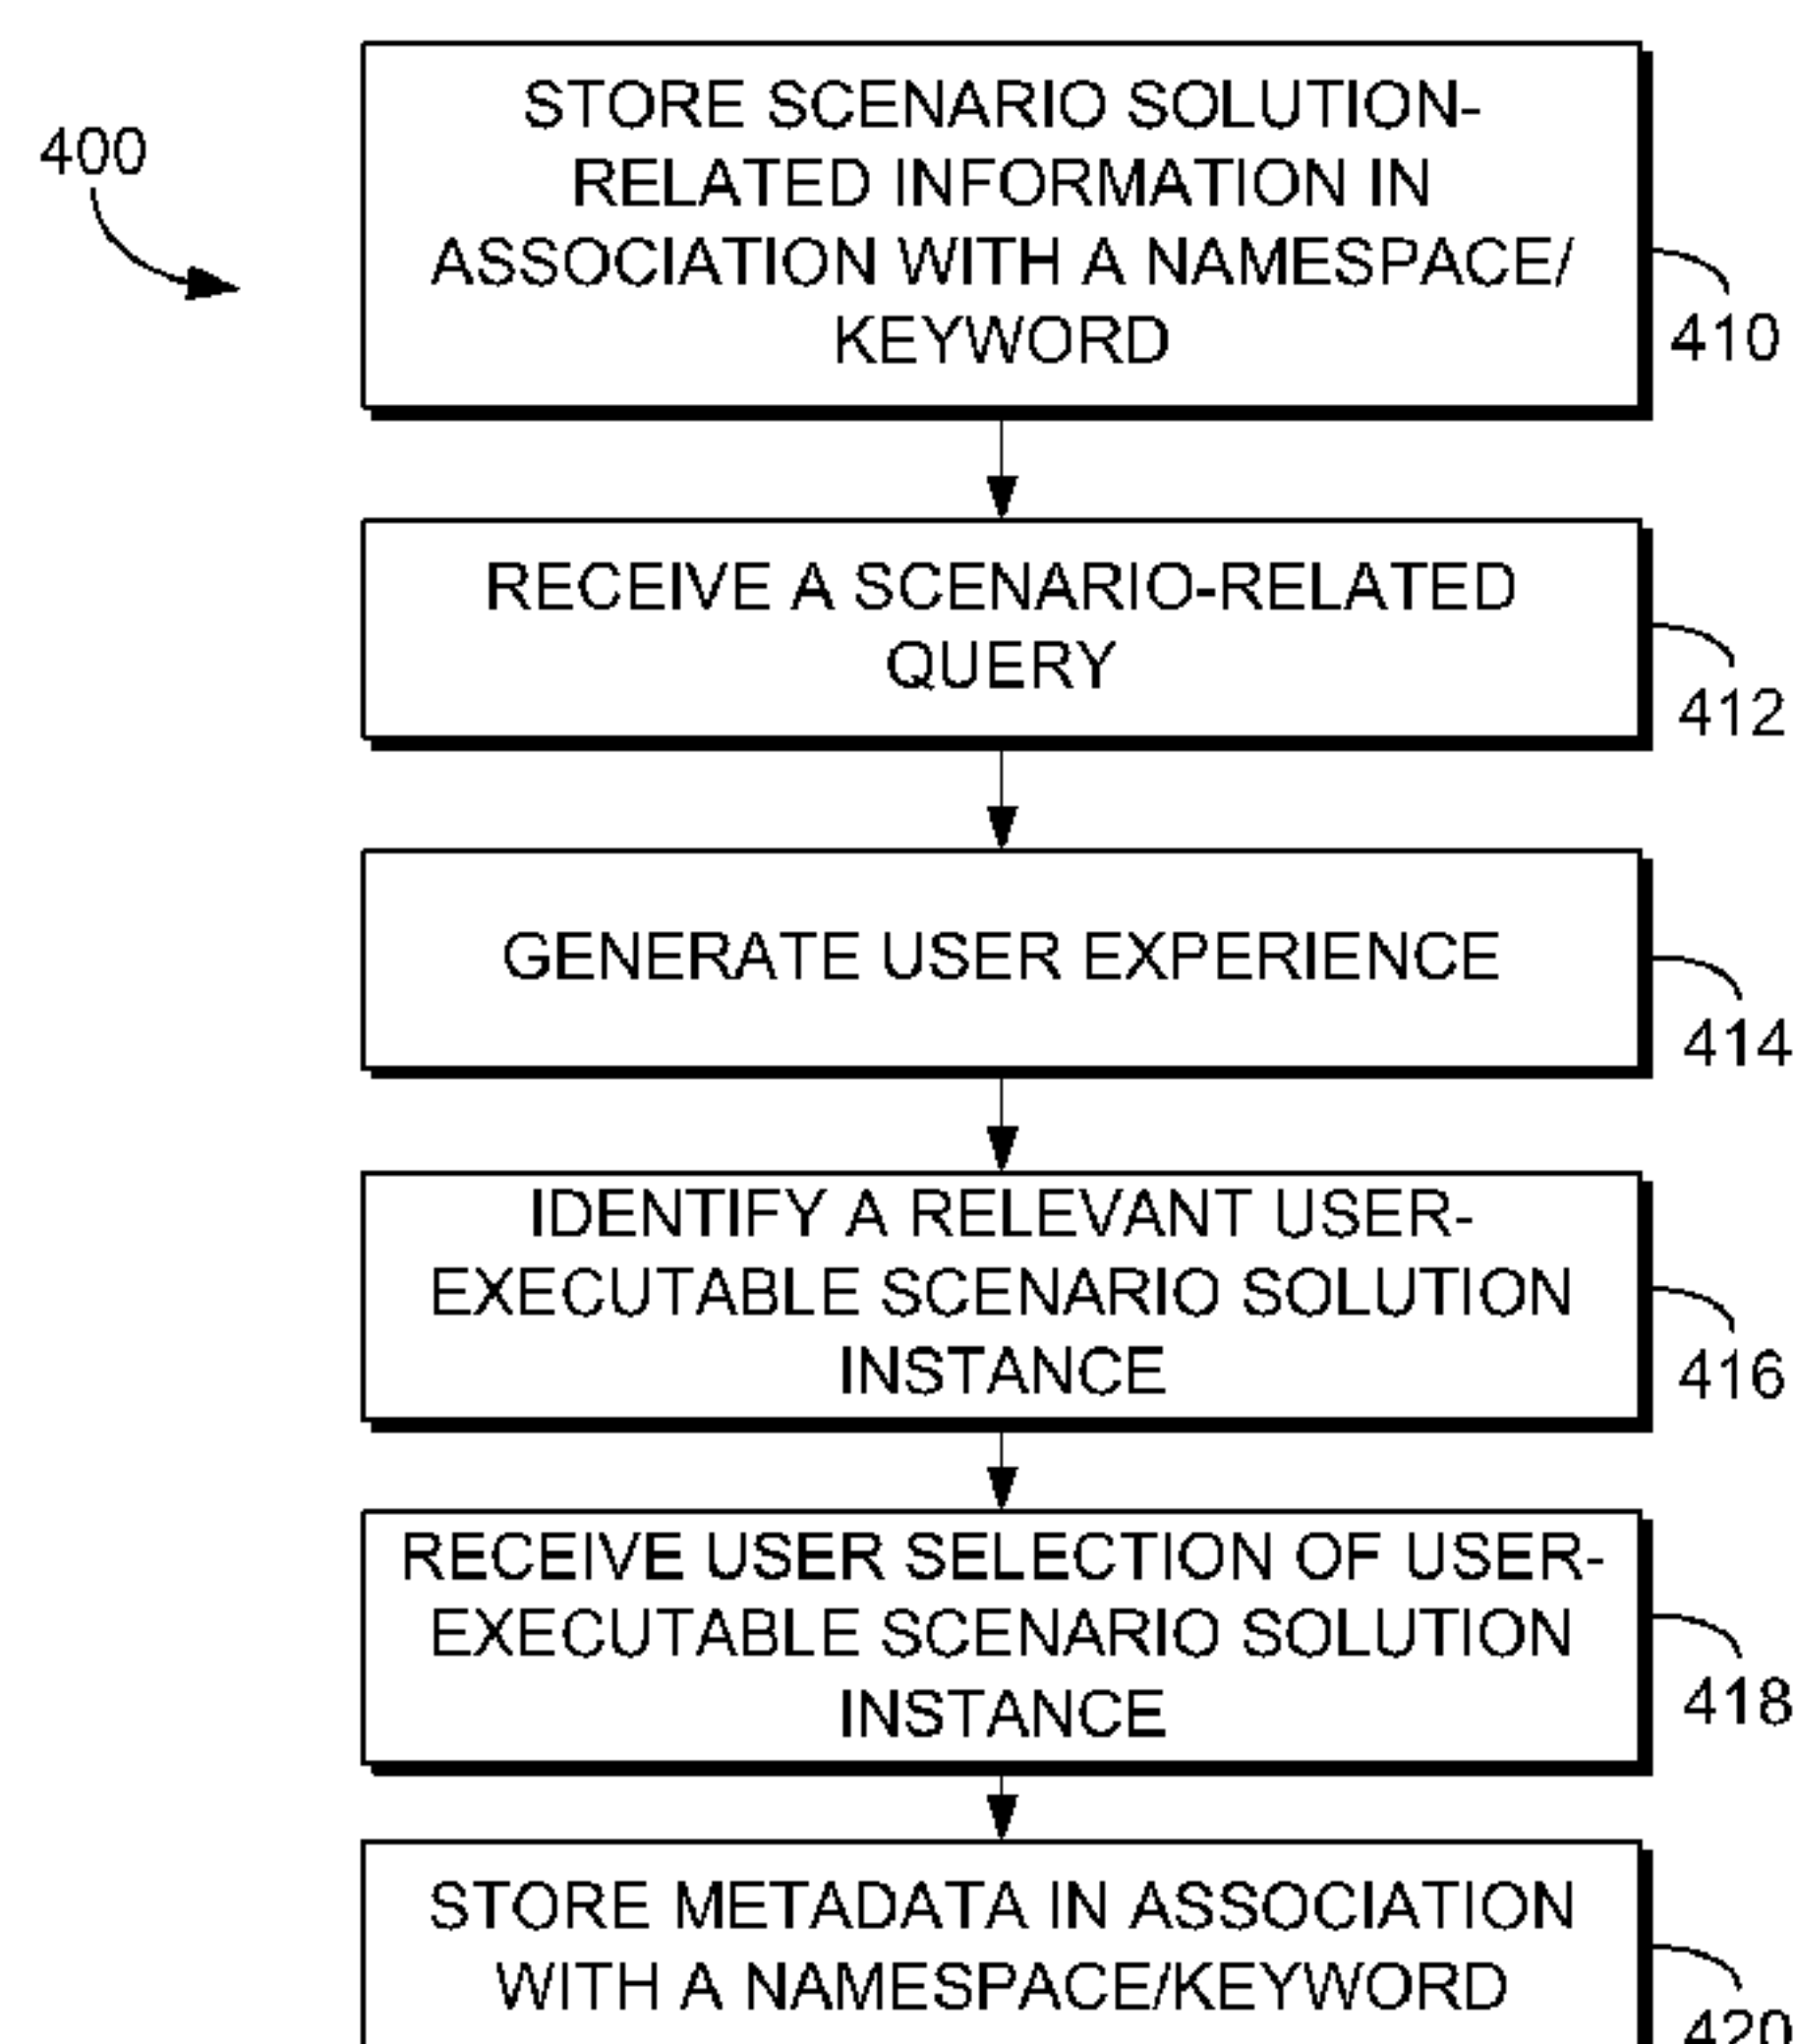 400
STORE SCENARIO SOLUTION-
RELATED INFORMATION IN
ASSOCIATION WITH A NAMESPACE/
KEYWORD
410
RECEIVE A SCENARIO-RELATED
QUERY
412
GENERATE USER EXPERIENCE
414
IDENTIFY A RELEVANT USER-
EXECUTABLE SCENARIO SOLUTION
INSTANCE
416
RECEIVE USER SELECTION OF USER-
EXECUTABLE SCENARIO SOLUTION
INSTANCE
418
STORE METADATA IN ASSOCIATION
WITH A NAMESPACE/KEYWORD
420